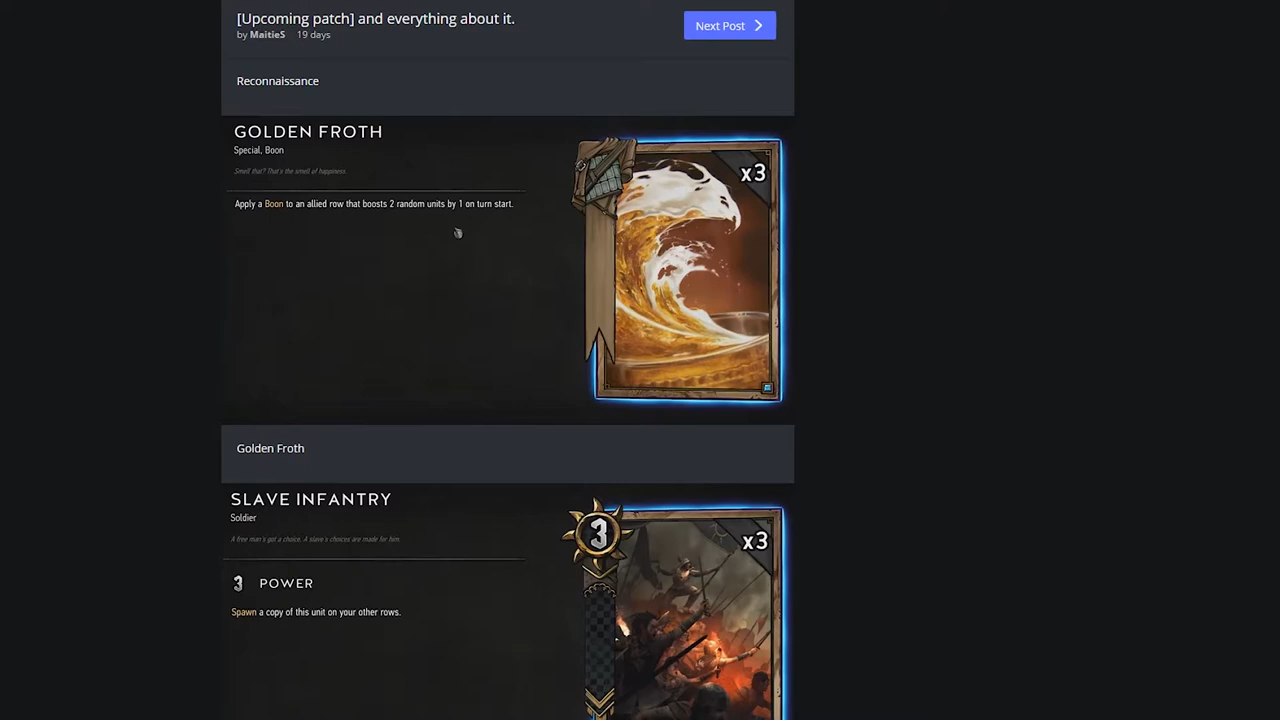 [Upcoming patch] and everything about it.
by MaitieS 19 days
Next Post
Reconnaissance
GOLDEN FROTH
Special, Boon
Smell that? That's the smell of happiness.
Apply a Boon to an allied row that boosts 2 random units by 1 on turn start.
x3
Golden Froth
SLAVE INFANTRY
Soldier
A free man's got a choice. A slave's choices are made for him.
3 POWER
Spawn a copy of this unit on your other rows.
3
x3